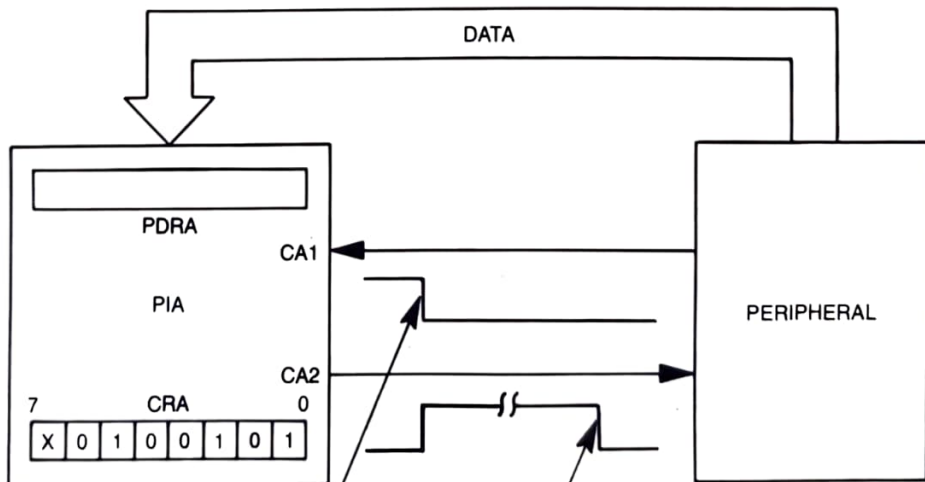 DATA
PDRA
CA1
PIA
PERIPHERAL
CA2
7 CRA 0
X 0 1 0 0 1 0 1